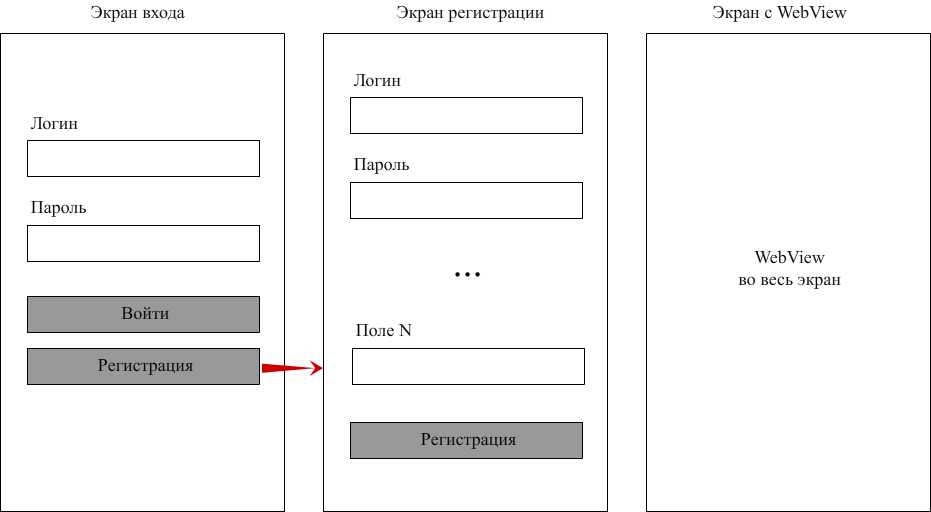 Экран входа
Логин
Пароль
Войти
Регистрация
Экран регистрации
Логин
Пароль
...
Поле N
Регистрация
Экран с WebView
WebView
во весь экран